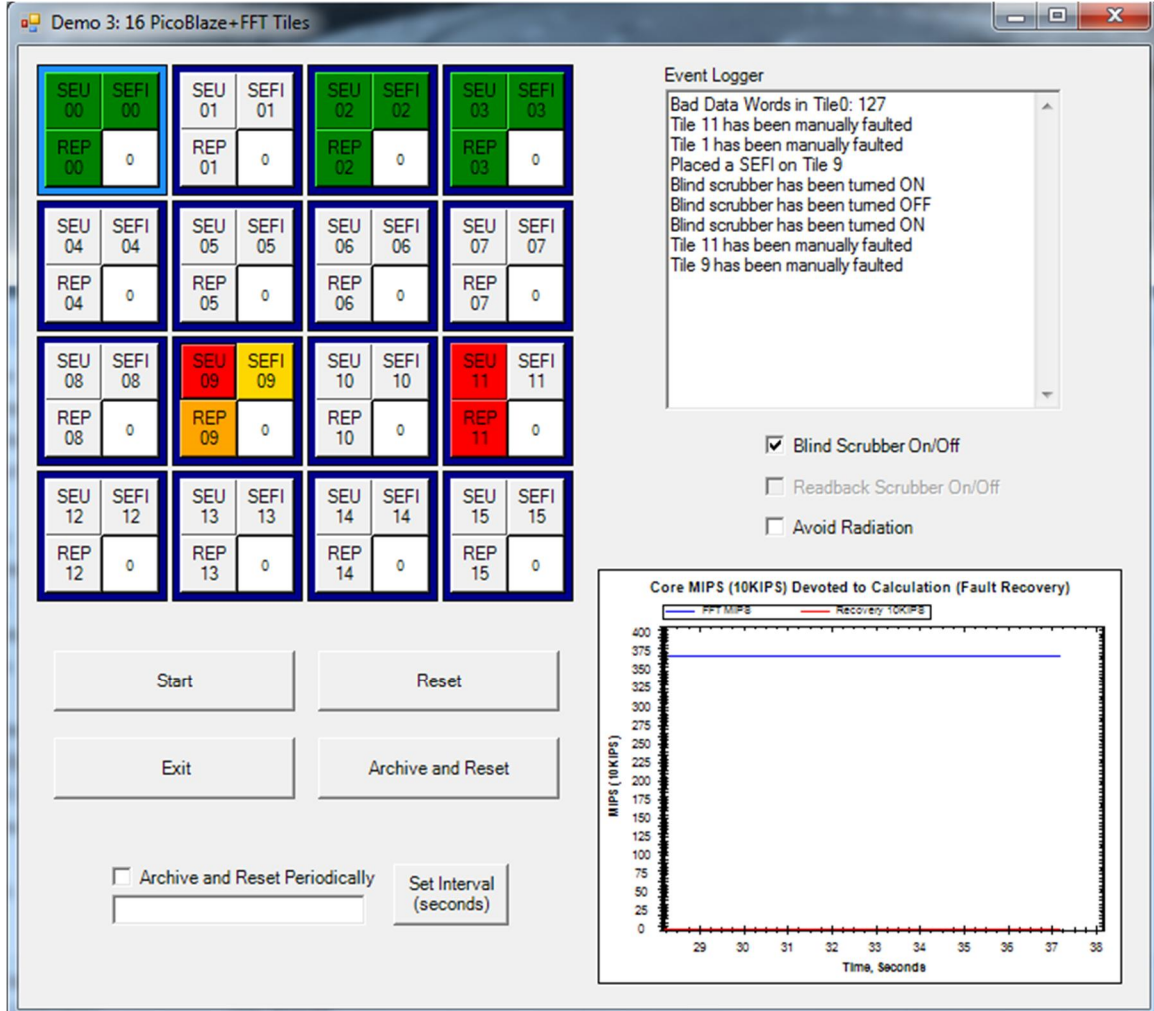 Demo 3: 16 PicoBlaze+FFT Tiles
SEU SEFI SEU SEFI SEU SEFI SEU SEFI
00 00 01 01 02 02 03 03
REP REP REP REP
00 0 01 0 02 0 03 0
SEU SEFI SEU SEFI SEU SEFI SEU SEFI
04 04 05 05 06 06 07 07
REP REP REP REP
04 0 05 0 06 0 07 0
SEU SEFI SEU SEFI SEU SEFI SEU SEFI
08 08 09 09 10 10 11 11
REP REP REP REP
08 0 09 0 10 0 11 0
SEU SEFI SEU SEFI SEU SEFI SEU SEFI
12 12 13 13 14 14 15 15
REP REP REP REP
12 0 13 0 14 0 15 0
Start Reset
Exit Archive and Reset
Archive and Reset Periodically
Set Interval
(seconds)
Event Logger
Bad Data Words in Tile0: 127
Tile 11 has been manually faulted
Tile 1 has been manually faulted
Placed a SEFI on Tile 9
Blind scrubber has been turned ON
Blind scrubber has been turned OFF
Blind scrubber has been turned ON
Tile 11 has been manually faulted
Tile 9 has been manually faulted
Blind Scrubber On/Off
Readback Scrubber On/Off
Avoid Radiation
Core MIPS (10KIPS) Devoted to Calculation (Fault Recovery)
FFT MIPS Recovery 10KIPS
MIPS (10KIPS)
400
375
350
325
300
275
250
225
200
175
150
125
100
75
50
25
0
29 30 31 32 33 34 35 36 37 38
Time, Seconds